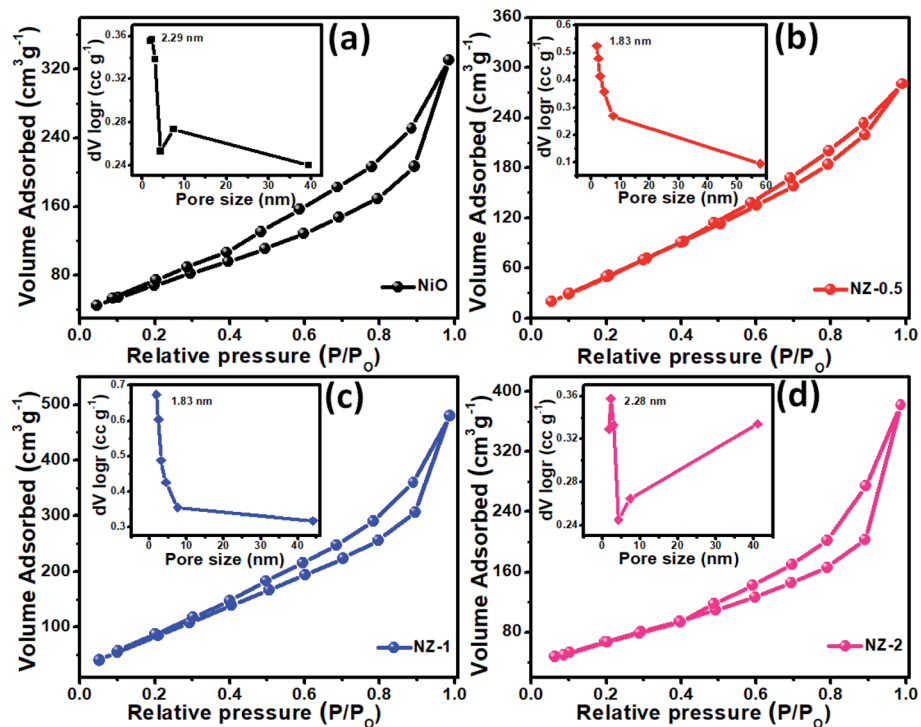 (a)
2.29 nm
dV logr (cc g-1)
0.36
0.32
0.28
0.24
0 10 20 30 40
Pore size (nm)
Volume Adsorbed (cm3g-1)
320
240
160
80
NiO
0.0 0.2 0.4 0.6 0.8 1.0
Relative pressure (P/PO)
(b)
1.83 nm
dV logr (cc g-1)
0.5
0.4
0.3
0.2
0.1
0 10 20 30 40 50 60
Pore size (nm)
Volume Adsorbed (cm3g-1)
360
300
240
180
120
60
0
NZ-0.5
0.0 0.2 0.4 0.6 0.8 1.0
Relative pressure (P/PO)
(c)
1.83 nm
dV logr (cc g-1)
0.7
0.6
0.5
0.4
0.3
0 10 20 30 40
Pore size (nm)
Volume Adsorbed (cm3g-1)
500
400
300
200
100
NZ-1
0.0 0.2 0.4 0.6 0.8 1.0
Relative pressure (P/PO)
(d)
2.28 nm
dV logr (cc g-1)
0.36
0.32
0.28
0.24
0 10 20 30 40
Pore size (nm)
Volume Adsorbed (cm3g-1)
400
320
240
160
80
NZ-2
0.0 0.2 0.4 0.6 0.8 1.0
Relative pressure (P/PO)